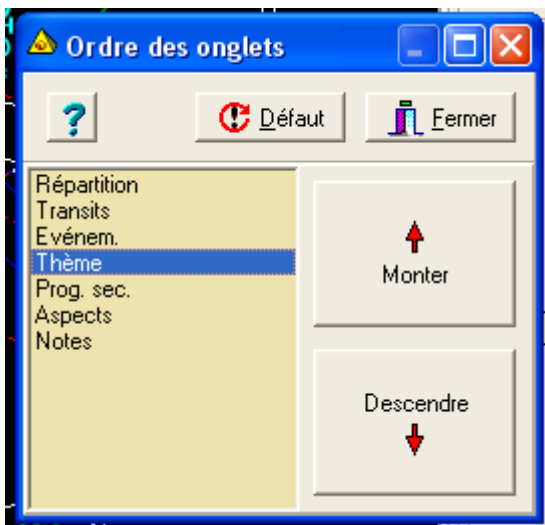 Ordre des onglets
?
Défaut
Fermer
Répartition
Transits
Evénem.
Thème
Prog. sec.
Aspects
Notes
Monter
Descendre